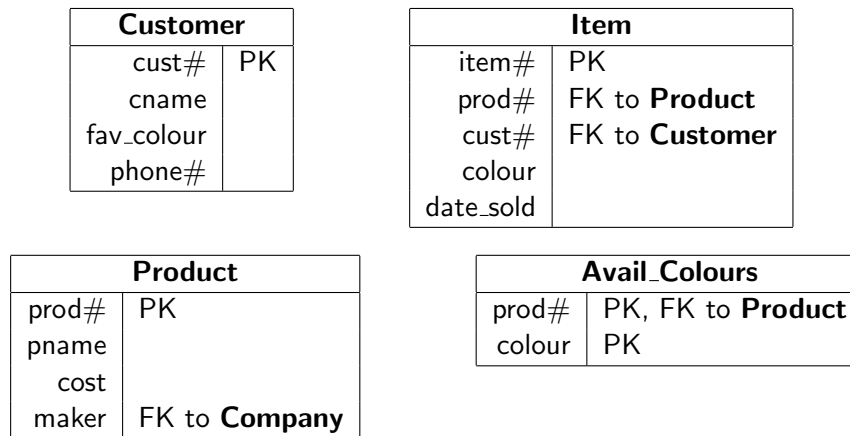 Customer
cust# PK
cname
fav_colour
phone#
Item
item# PK
prod# FK to Product
cust# FK to Customer
colour
date_sold
Product
prod# PK
pname
cost
maker FK to Company
Avail_Colours
prod# PK, FK to Product
colour PK